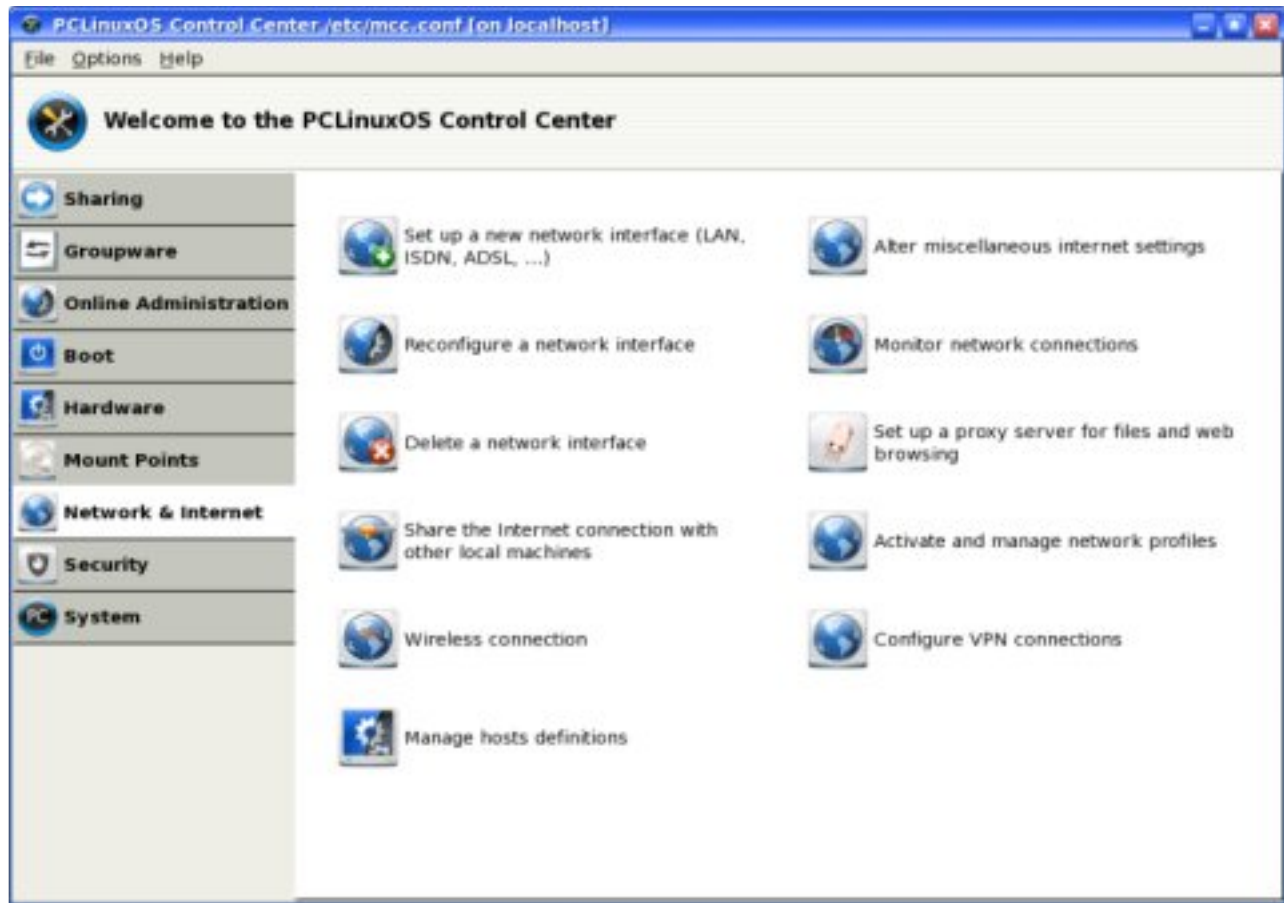 PCLinuxOS Control Center /etc/mcc.conf [on localhost]
File Options Help
Welcome to the PCLinuxOS Control Center
Sharing
Groupware
Online Administration
Boot
Hardware
Mount Points
Network & Internet
Security
PC System
Set up a new network interface (LAN,
ISDN, ADSL, ...)
Alter miscellaneous internet settings
Reconfigure a network interface
Monitor network connections
Delete a network interface
Set up a proxy server for files and web
browsing
Share the Internet connection with
other local machines
Activate and manage network profiles
Wireless connection
Configure VPN connections
Manage hosts definitions